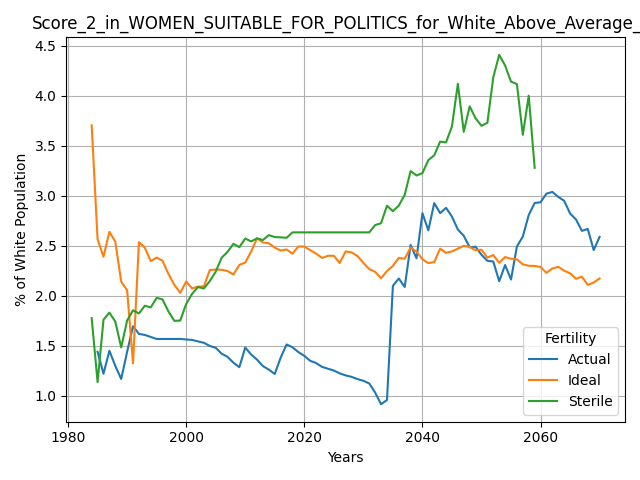 Score_2_in_WOMEN_SUITABLE_FOR_POLITICS_for_White_Above_Average_
% of White Population
4.5
4.0
3.5
3.0
2.5
2.0
1.5
1.0
Fertility
Actual
Ideal
Sterile
1980
2000
2020
2040
2060
Years